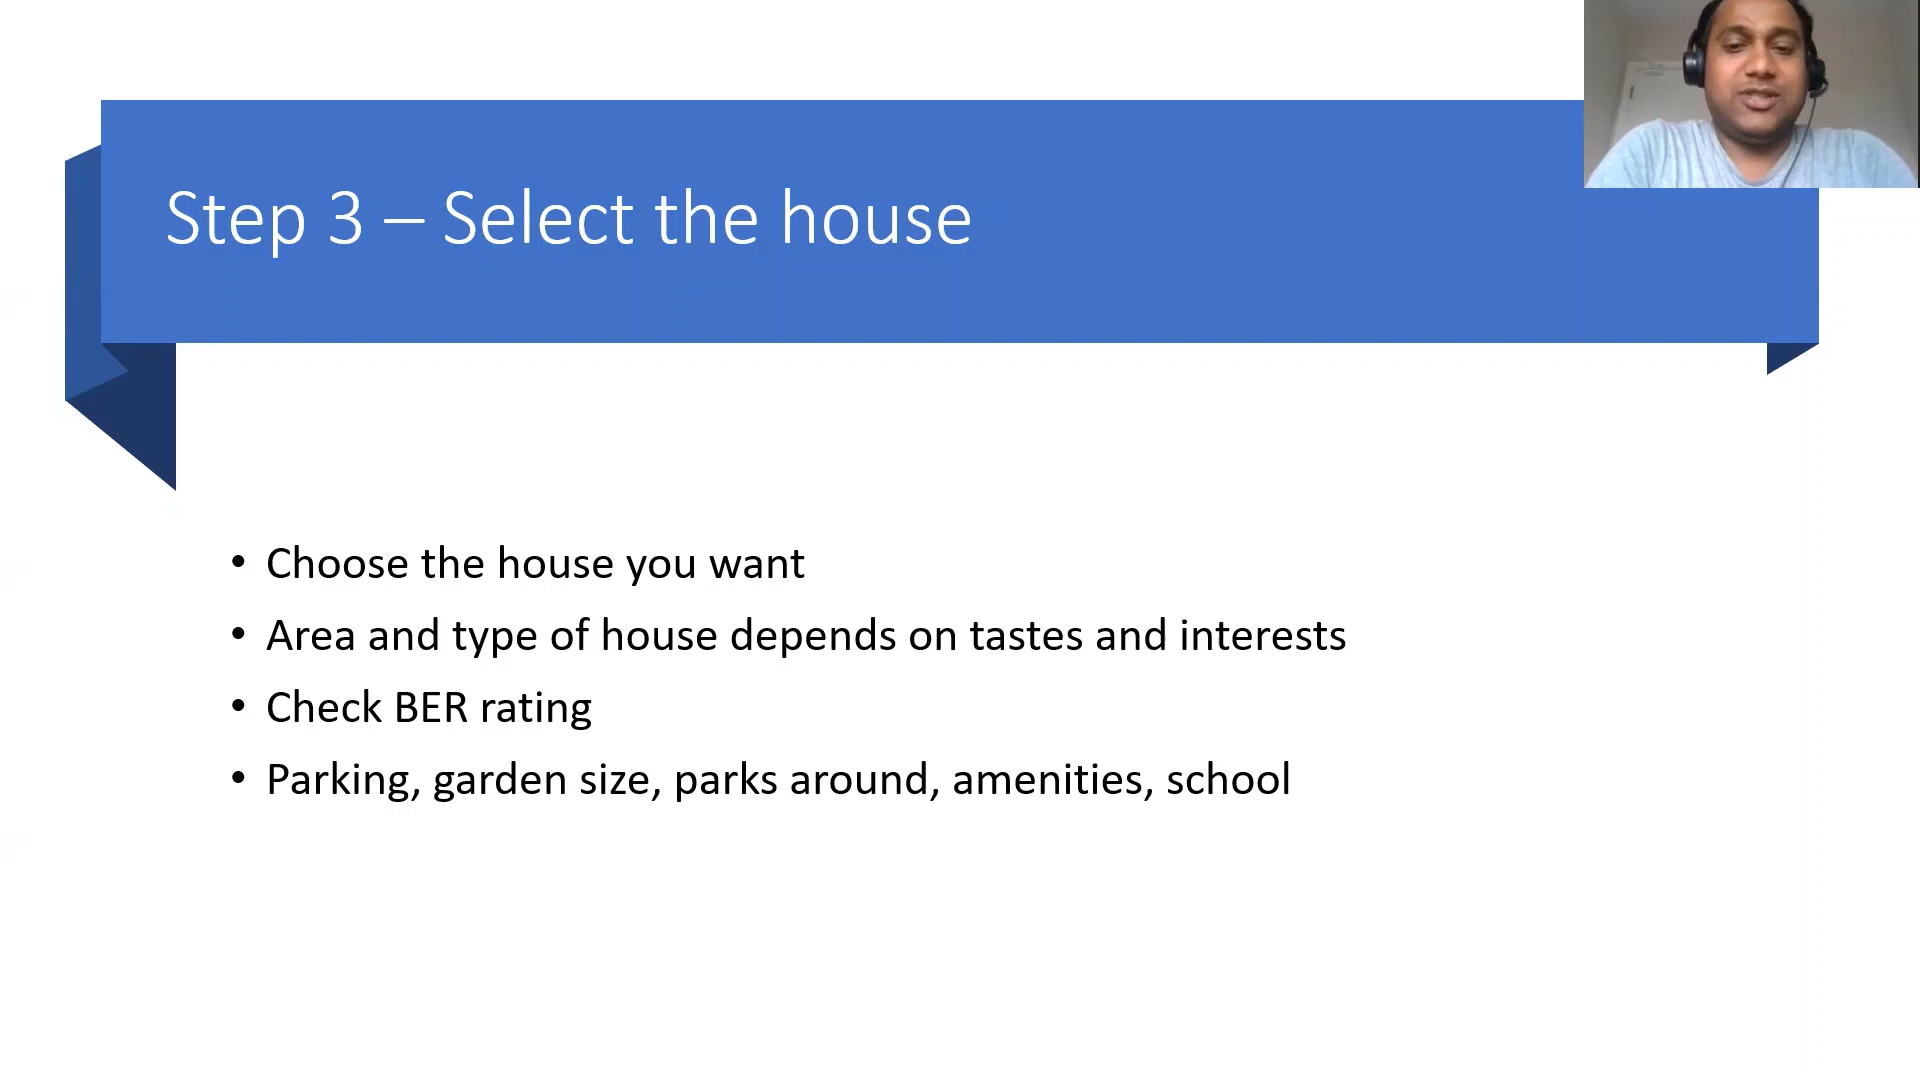 Step 3 – Select the house
• Choose the house you want
• Area and type of house depends on tastes and interests
• Check BER rating
• Parking, garden size, parks around, amenities, school